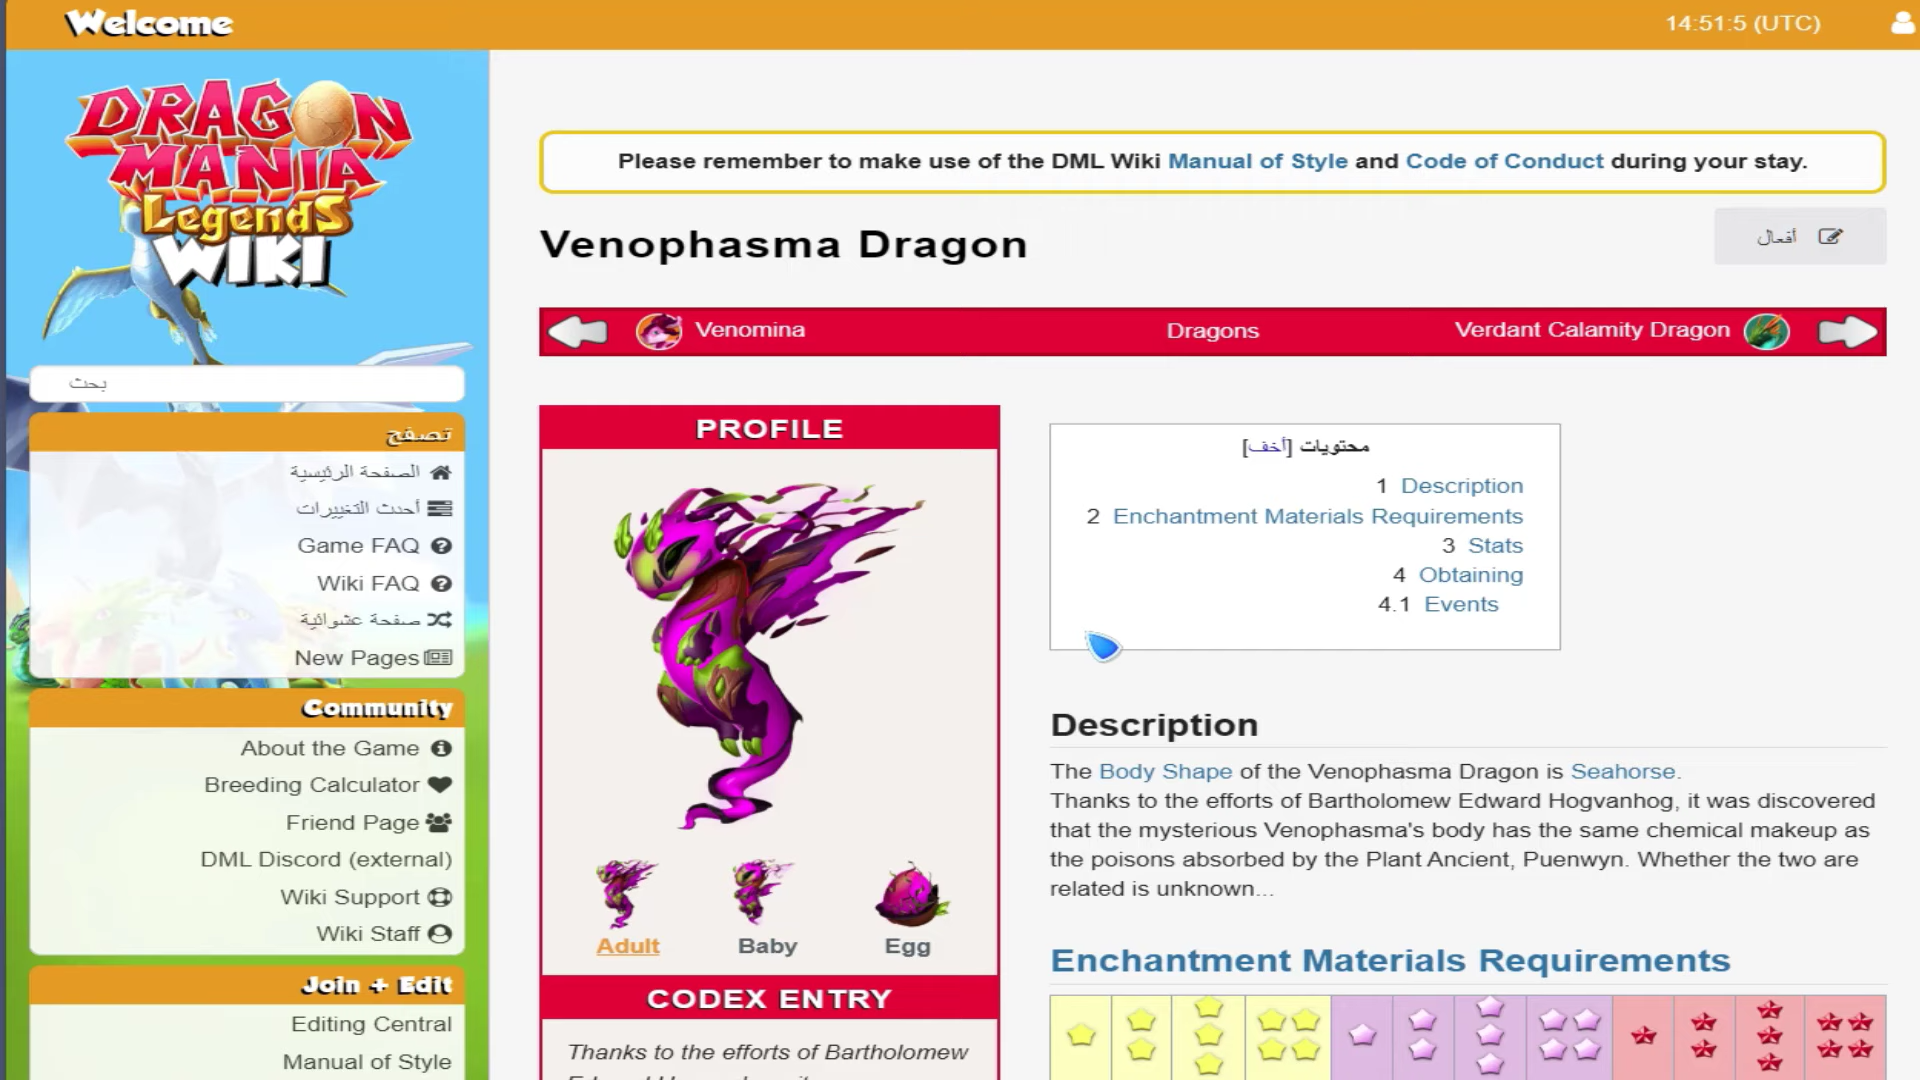 Welcome
14:51:5 (UTC)
DRAGON
MANIA
LegendS
WIKI
بحث
تصفح
الصفحة الرئيسية
أحدث التغييرات
Game FAQ
Wiki FAQ
صفحة عشوائية
New Pages
Community
About the Game
Breeding Calculator
Friend Page
DML Discord (external)
Wiki Support
Wiki Staff
Join + Edit
Editing Central
Manual of Style
Please remember to make use of the DML Wiki Manual of Style and Code of Conduct during your stay.
Venophasma Dragon
أفعال
Venomina
Dragons
Verdant Calamity Dragon
PROFILE
Adult
Baby
Egg
CODEX ENTRY
Thanks to the efforts of Bartholomew
محتويات [أخف]
1 Description
2 Enchantment Materials Requirements
3 Stats
4 Obtaining
4.1 Events
Description
The Body Shape of the Venophasma Dragon is Seahorse.
Thanks to the efforts of Bartholomew Edward Hogvanhog, it was discovered
that the mysterious Venophasma's body has the same chemical makeup as
the poisons absorbed by the Plant Ancient, Puenwyn. Whether the two are
related is unknown...
Enchantment Materials Requirements